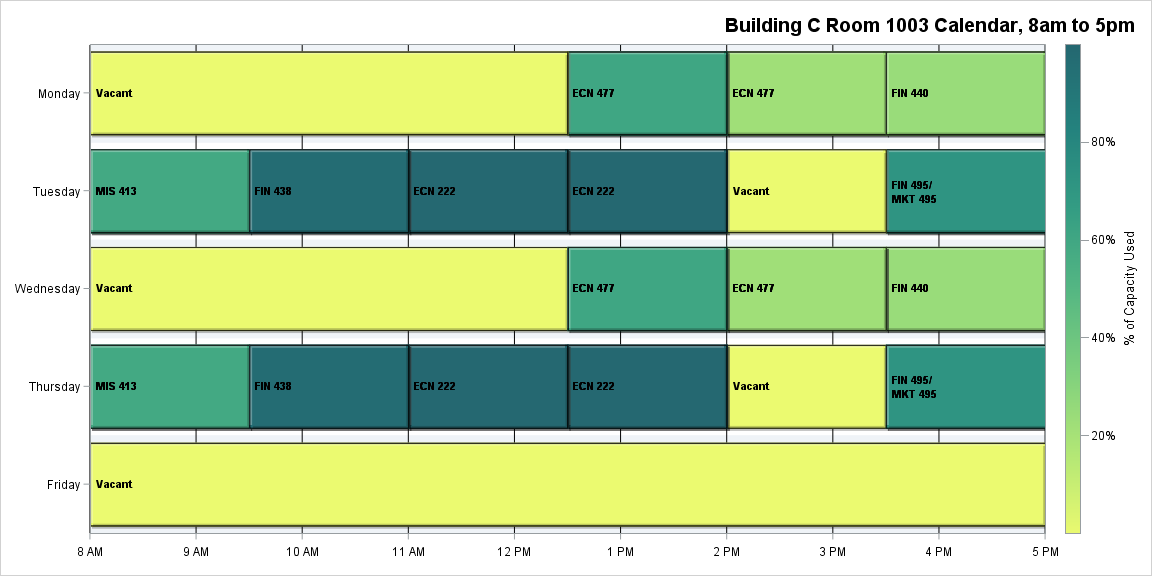 Building C Room 1003 Calendar, 8am to 5pm
Monday
Vacant
ECN 477
ECN 477
FIN 440
Tuesday
MIS 413
FIN 438
ECN 222
ECN 222
Vacant
FIN 495/
MKT 495
Wednesday
Vacant
ECN 477
ECN 477
FIN 440
Thursday
MIS 413
FIN 438
ECN 222
ECN 222
Vacant
FIN 495/
MKT 495
Friday
Vacant
8 AM
9 AM
10 AM
11 AM
12 PM
1 PM
2 PM
3 PM
4 PM
5 PM
80%
60%
40%
20%
% of Capacity Used